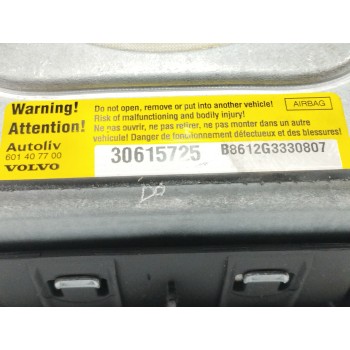 Warning!
Attention!
Do not open, remove or put into another vehicle!
Risk of malfunctioning and bodily injury!
Ne pas ouvrir, ne pas retirer, ne pas monter dans un autre
véhicule! Danger de fonctionnement défectueux et des blessures!
AIRBAG
Autoliv
601 40 77 00
VOLVO
30615725
B8612G3330807